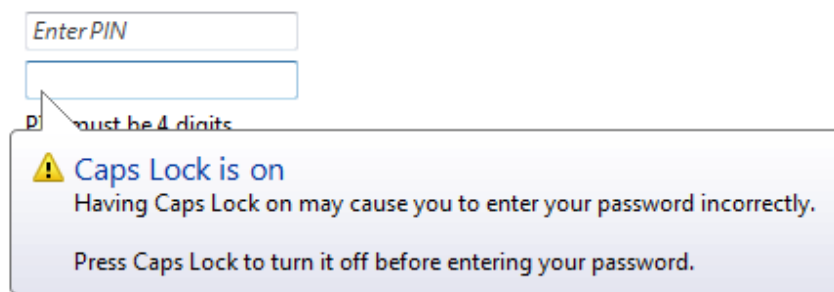 Enter PIN
must be 4 digits
Caps Lock is on
Having Caps Lock on may cause you to enter your password incorrectly.
Press Caps Lock to turn it off before entering your password.